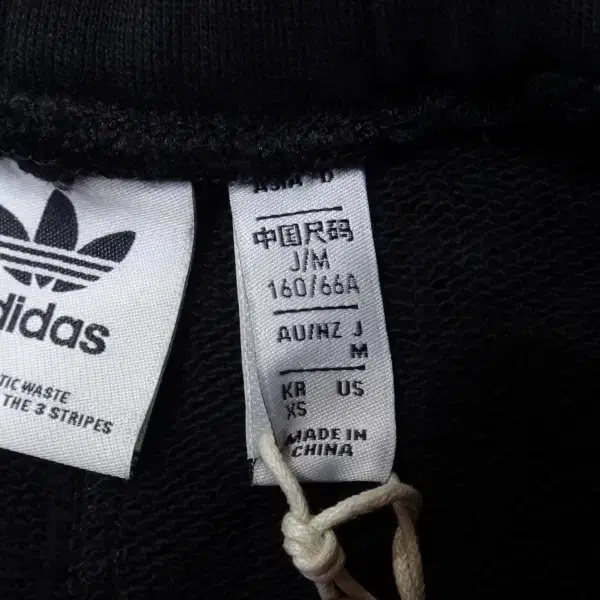 adidas
TIC WASTE
THE 3 STRIPES
ASIA D
中国尺码
J/M
160/66A
AU/NZ J
M
KR US
XS
MADE IN
CHINA